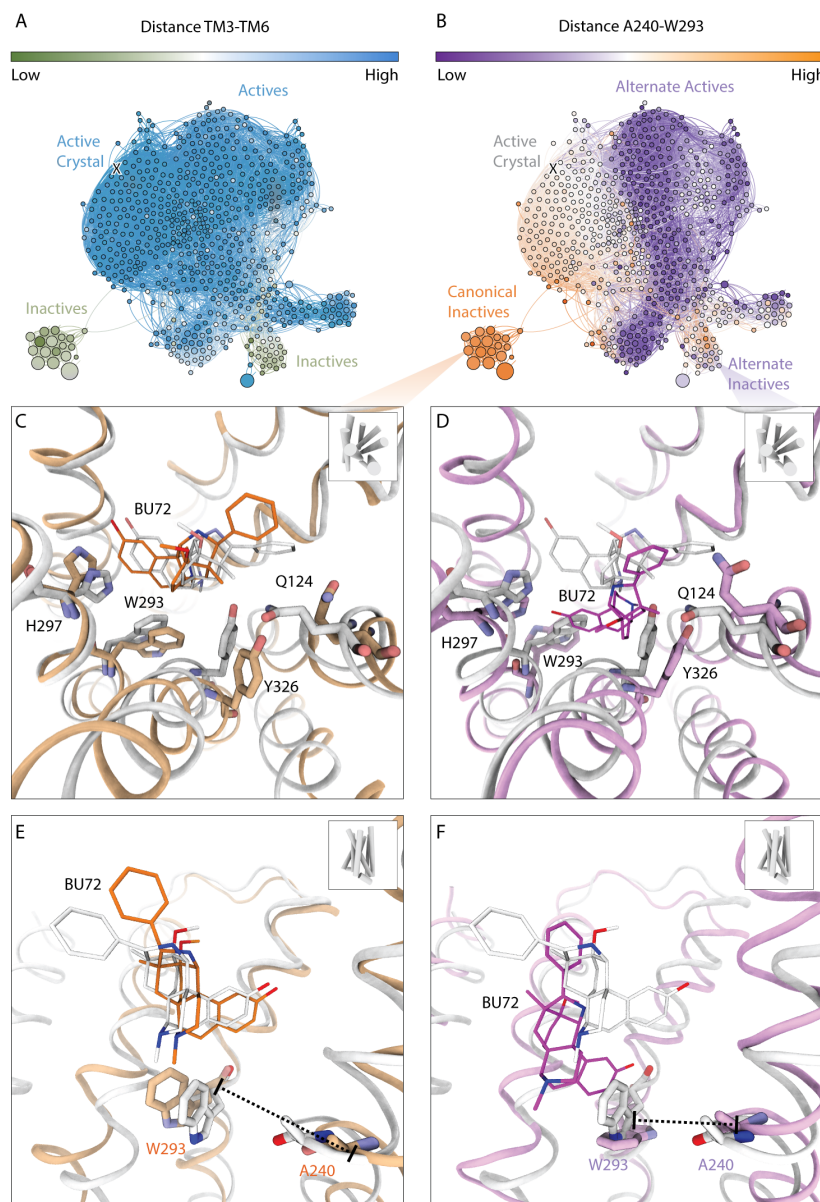 A
Distance TM3-TM6
Low
High
Actives
Active
Crystal
X
Inactives
Inactives
B
Distance A240-W293
Low
High
Alternate Actives
Active
Crystal
X
Canonical
Inactives
Alternate
Inactives
C
BU72
Q124
W293
H297
Y326
D
BU72
Q124
H297
W293
Y326
E
BU72
W293
A240
F
BU72
W293
A240